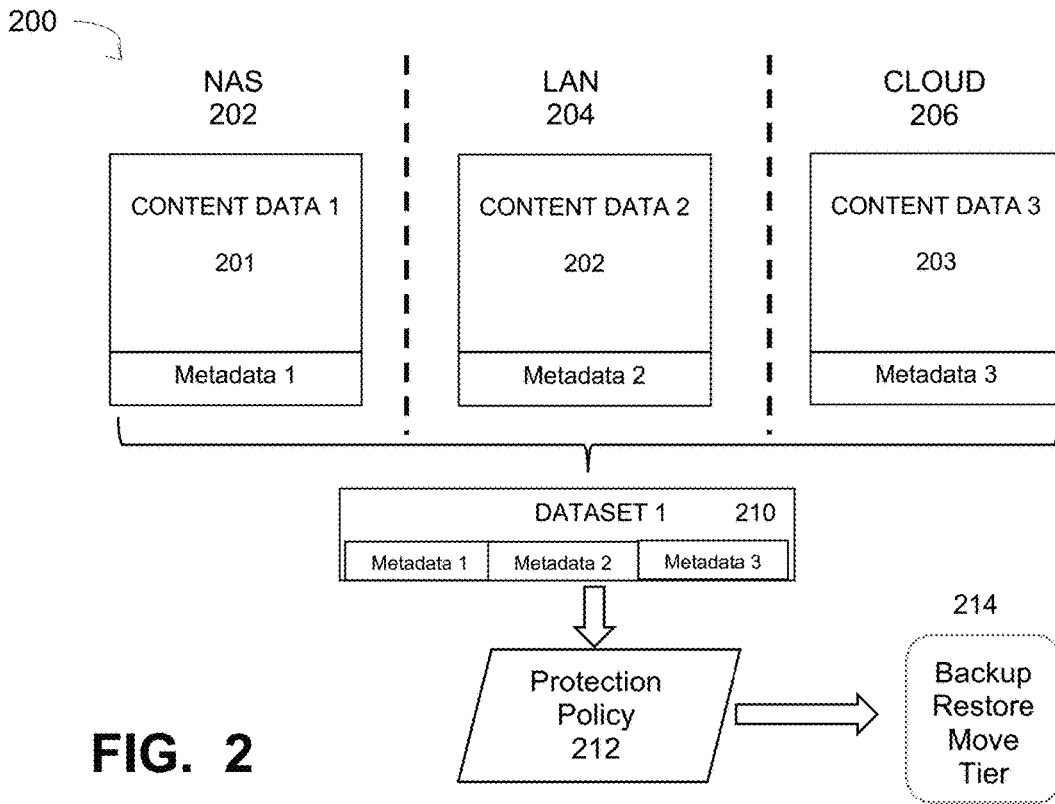 200
NAS
202
LAN
204
CLOUD
206
CONTENT DATA 1
201
CONTENT DATA 2
202
CONTENT DATA 3
203
Metadata 1
Metadata 2
Metadata 3
DATASET 1 210
Metadata 1
Metadata 2
Metadata 3
Protection
Policy
212
214
Backup
Restore
Move
Tier
FIG. 2